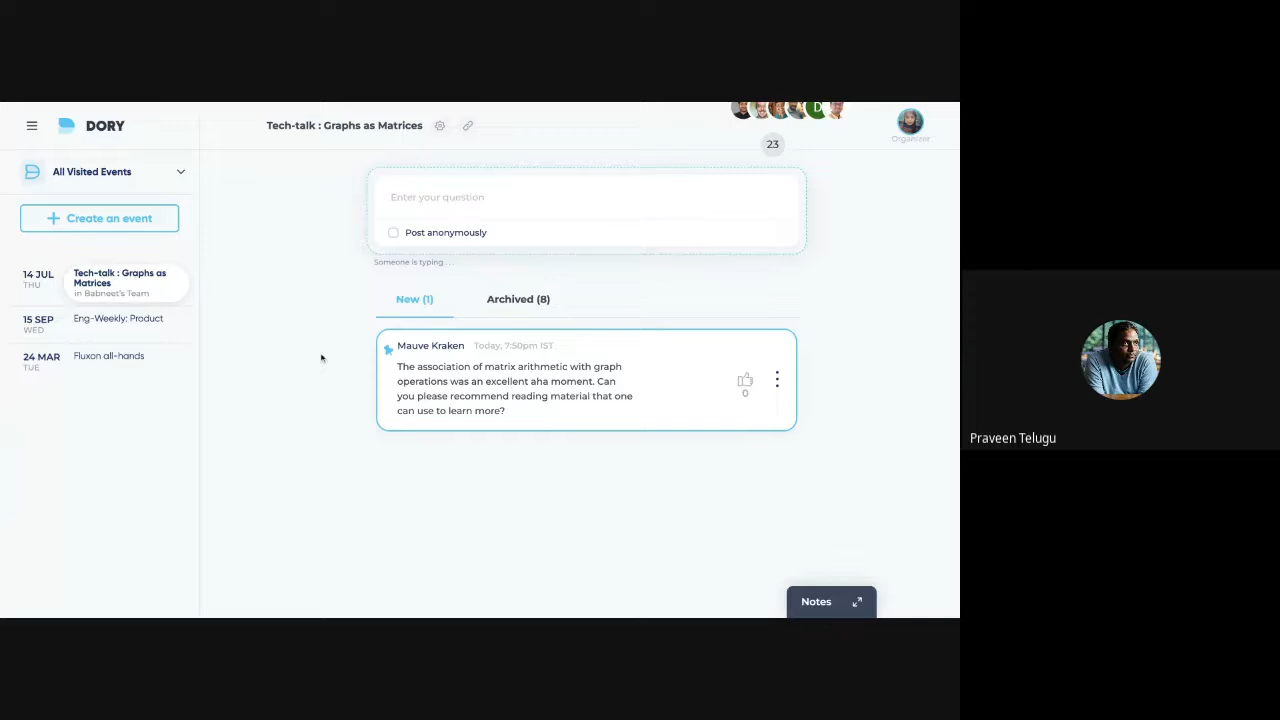 DORY
Tech-talk : Graphs as Matrices
D
23
Organizer
All Visited Events
Create an event
14 JUL
THU
Tech-talk : Graphs as
Matrices
in Babneet's Team
15 SEP
WED
Eng-Weekly: Product
24 MAR
TUE
Fluxon all-hands
Enter your question
Post anonymously
Someone is typing . . .
New (1)
Archived (8)
Mauve Kraken Today, 7:50pm IST
The association of matrix arithmetic with graph
operations was an excellent aha moment. Can
you please recommend reading material that one
can use to learn more?
0
Notes
Praveen Telugu